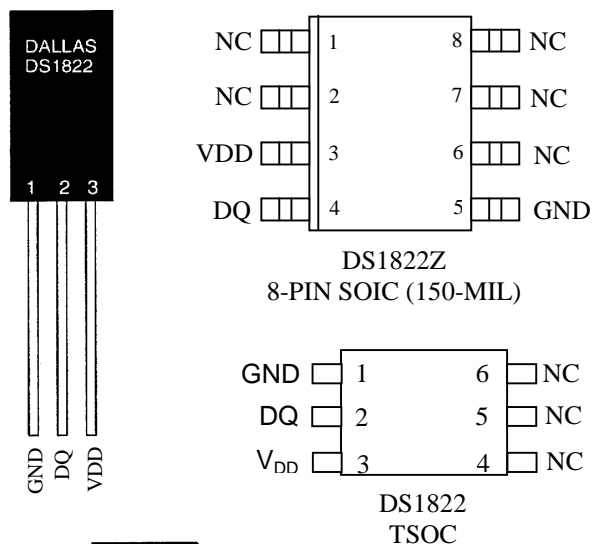 DALLAS
DS1822
1 2 3
GND DQ VDD
NC 1 8 NC
NC 2 7 NC
VDD 3 6 NC
DQ 4 5 GND
DS1822Z
8-PIN SOIC (150-MIL)
GND 1 6 NC
DQ 2 5 NC
VDD 3 4 NC
DS1822
TSOC